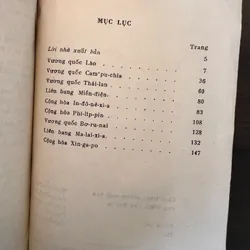 MỤC LỤC
Trang
Lời nhà xuất bản 5
Vương quốc Lào 7
Vương quốc Cam-pu-chia 36
Vương quốc Thái-lan 60
Liên bang Miến-điện 80
Cộng hòa In-đô-nê-xi-a 83
Cộng hòa Phi-líp-pin 108
Vương quốc Bơ-ru-nai 128
Liên bang Ma-lai-xi-a 132
Cộng hòa Xin-ga-po 147